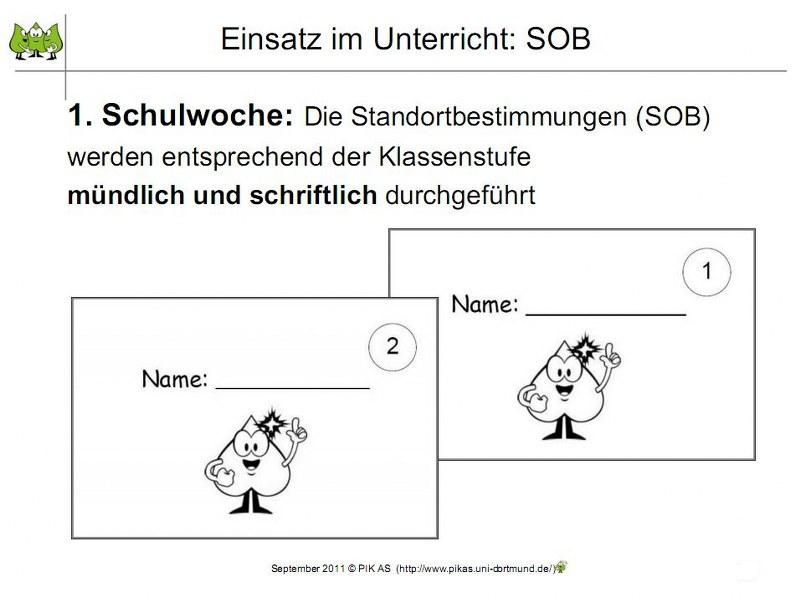 Einsatz im Unterricht: SOB
1. Schulwoche: Die Standortbestimmungen (SOB)
werden entsprechend der Klassenstufe
mündlich und schriftlich durchgeführt
1
Name: ____________
2
Name: ____________
September 2011 © PIK AS (http://www.pikas.uni-dortmund.de/)